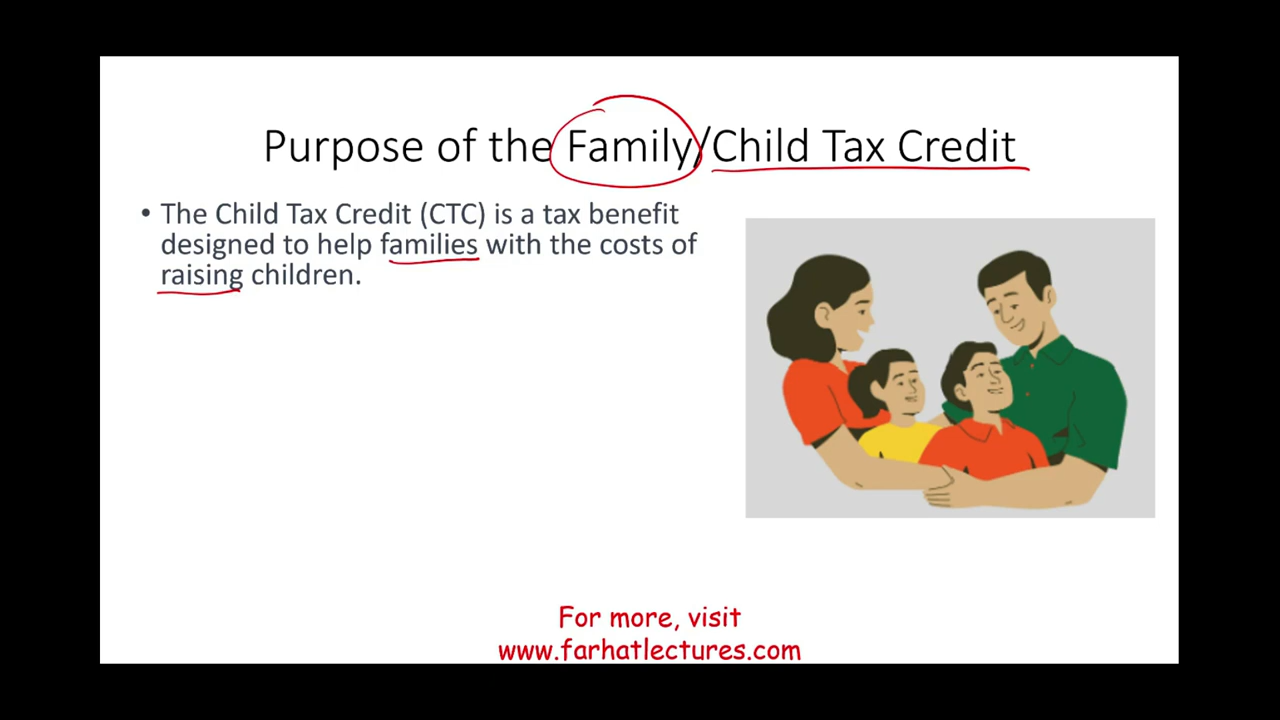 Purpose of the Family/Child Tax Credit
• The Child Tax Credit (CTC) is a tax benefit
designed to help families with the costs of
raising children.
For more, visit
www.farhatlectures.com